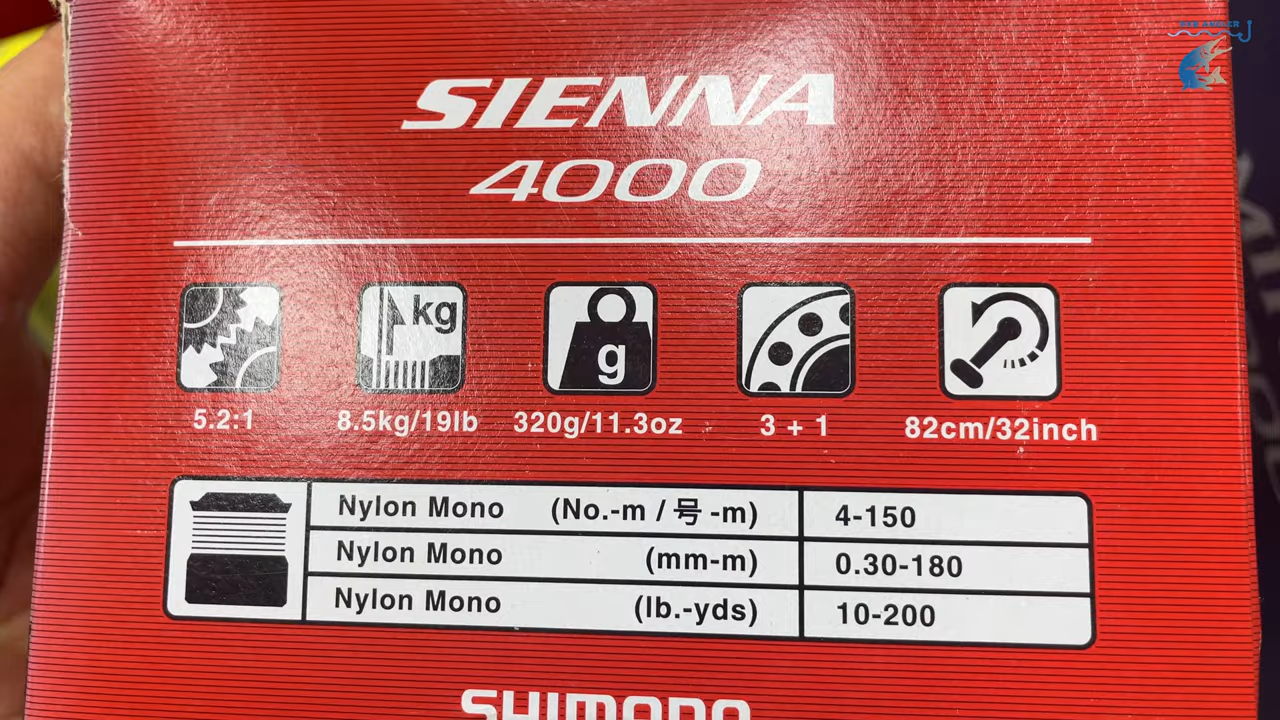 SIENNA
4000
kg
g
5.2:1 8.5kg/19lb 320g/11.3oz 3 + 1 82cm/32inch
Nylon Mono (No.-m / 号 -m) 4-150
Nylon Mono (mm-m) 0.30-180
Nylon Mono (lb.-yds) 10-200
SHIMANO